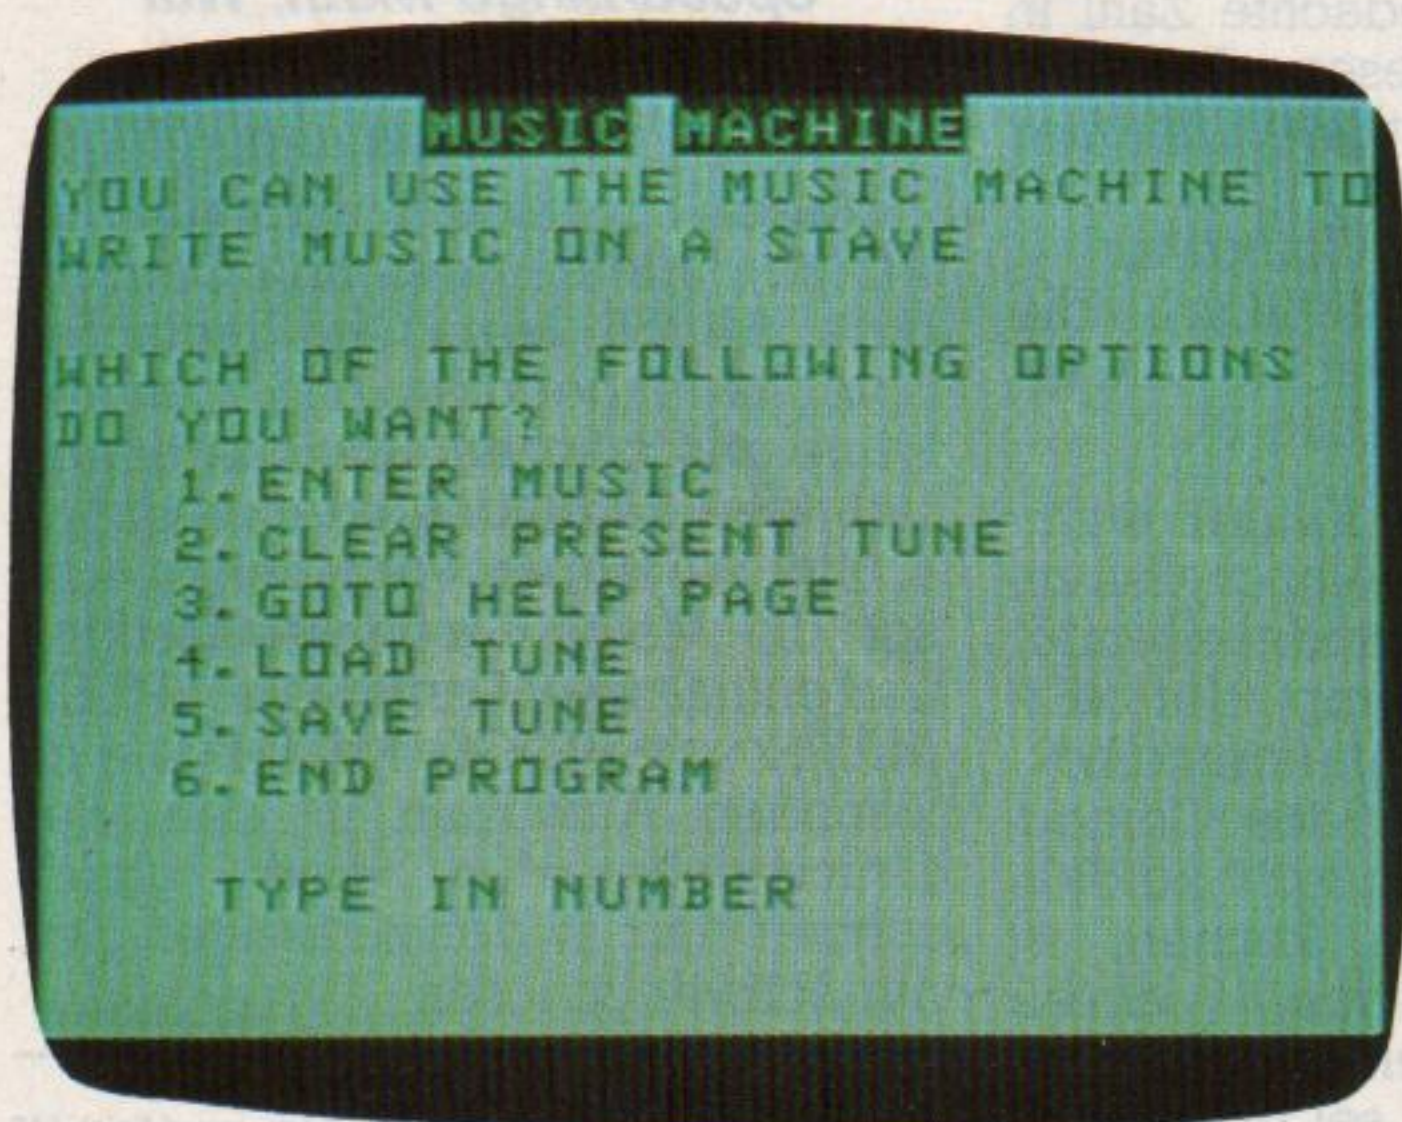 MUSIC MACHINE
YOU CAN USE THE MUSIC MACHINE TO
WRITE MUSIC ON A STAVE
WHICH OF THE FOLLOWING OPTIONS
DO YOU WANT?
1.ENTER MUSIC
2.CLEAR PRESENT TUNE
3.GOTO HELP PAGE
4.LOAD TUNE
5.SAVE TUNE
6.END PROGRAM
TYPE IN NUMBER